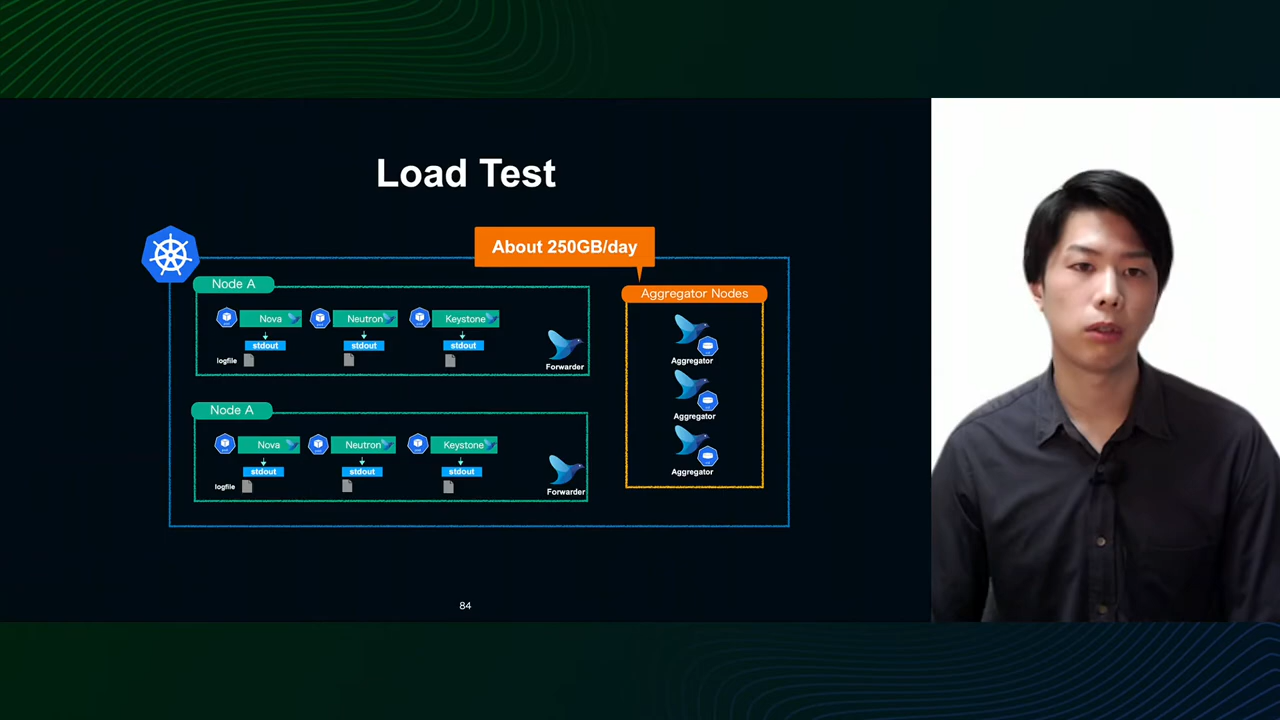 Load Test
About 250GB/day
Node A
Aggregator Nodes
Nova
Neutron
Keystone
stdout
stdout
stdout
logfile
Forwarder
Aggregator
Node A
Aggregator
Nova
Neutron
Keystone
stdout
stdout
stdout
Aggregator
logfile
Forwarder
84